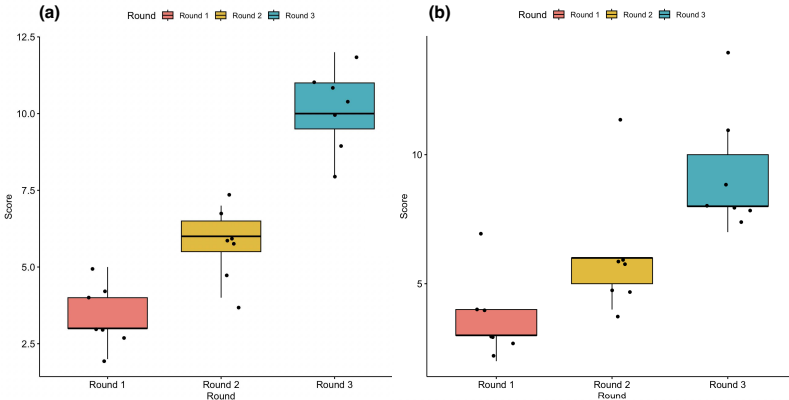 (a)
Round Round 1 Round 2 Round 3
12.5
10.0
7.5
5.0
2.5
Score
Round 1 Round 2 Round 3
Round
(b)
Round Round 1 Round 2 Round 3
10
5
Score
Round 1 Round 2 Round 3
Round